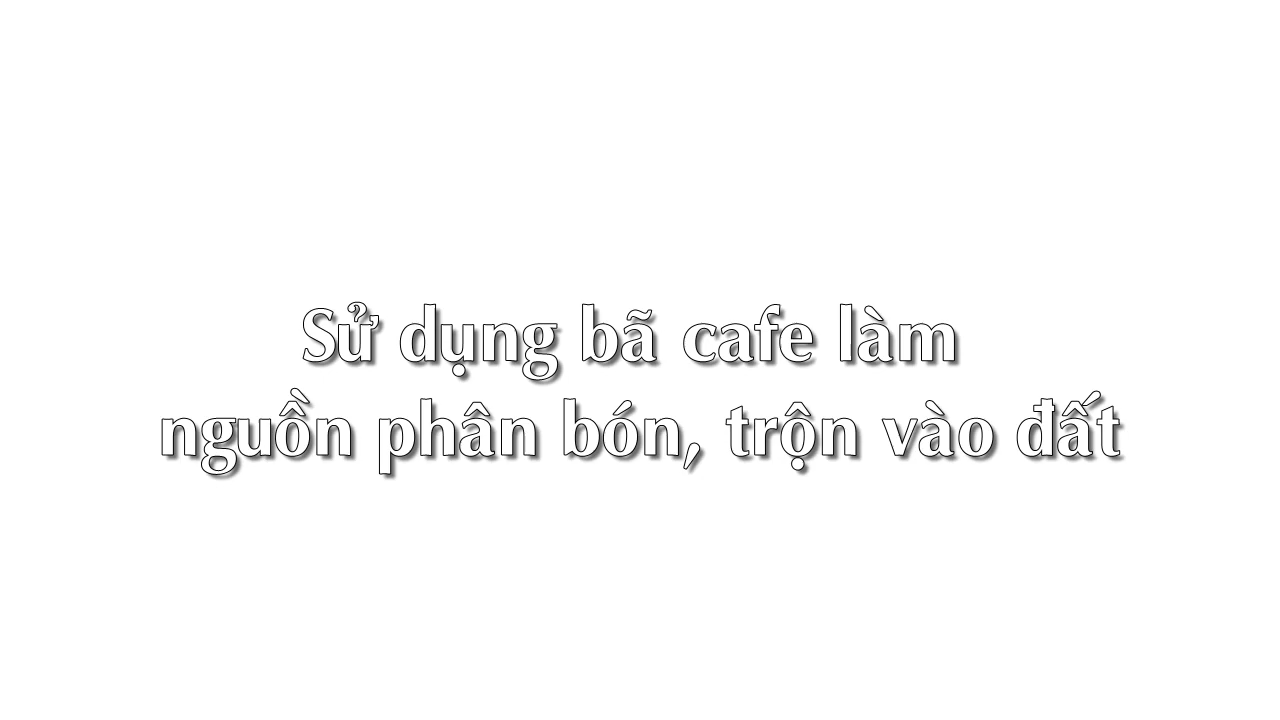 Sử dụng bã cafe làm
nguồn phân bón, trộn vào đất